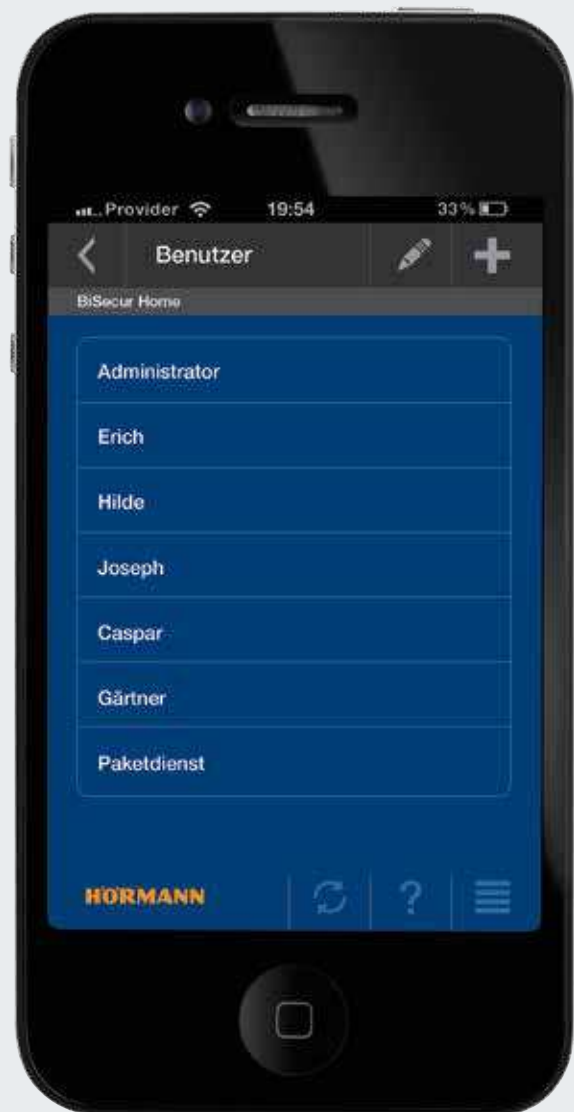 Provider 19:54 33%
Benutzer
BiSecur Home
Administrator
Erich
Hilde
Joseph
Caspar
Gärtner
Paketdienst
HÖRMANN ?